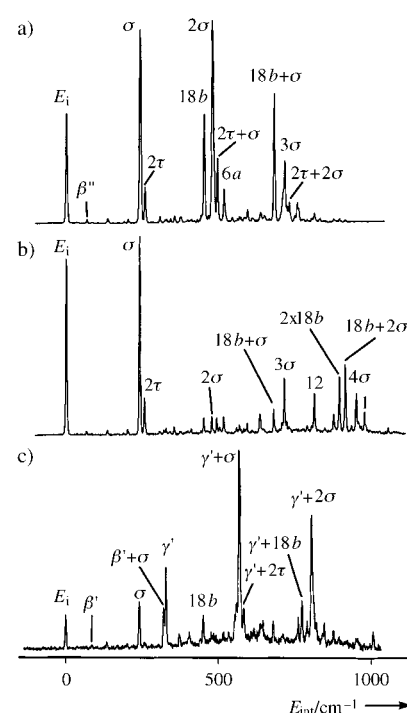 a)
σ
2σ
E_i
18b
18b+σ
2τ+σ
3σ
β"
2τ
6a
2τ+2σ
b)
E_i
σ
2x18b
18b+σ
18b+2σ
3σ
2σ
12
4σ
2τ
c)
γ'+σ
γ'+2σ
β'+σ
γ'
γ'+18b
γ'+2τ
E_i
β'
σ
18b
0 500 1000
E_int/cm⁻¹